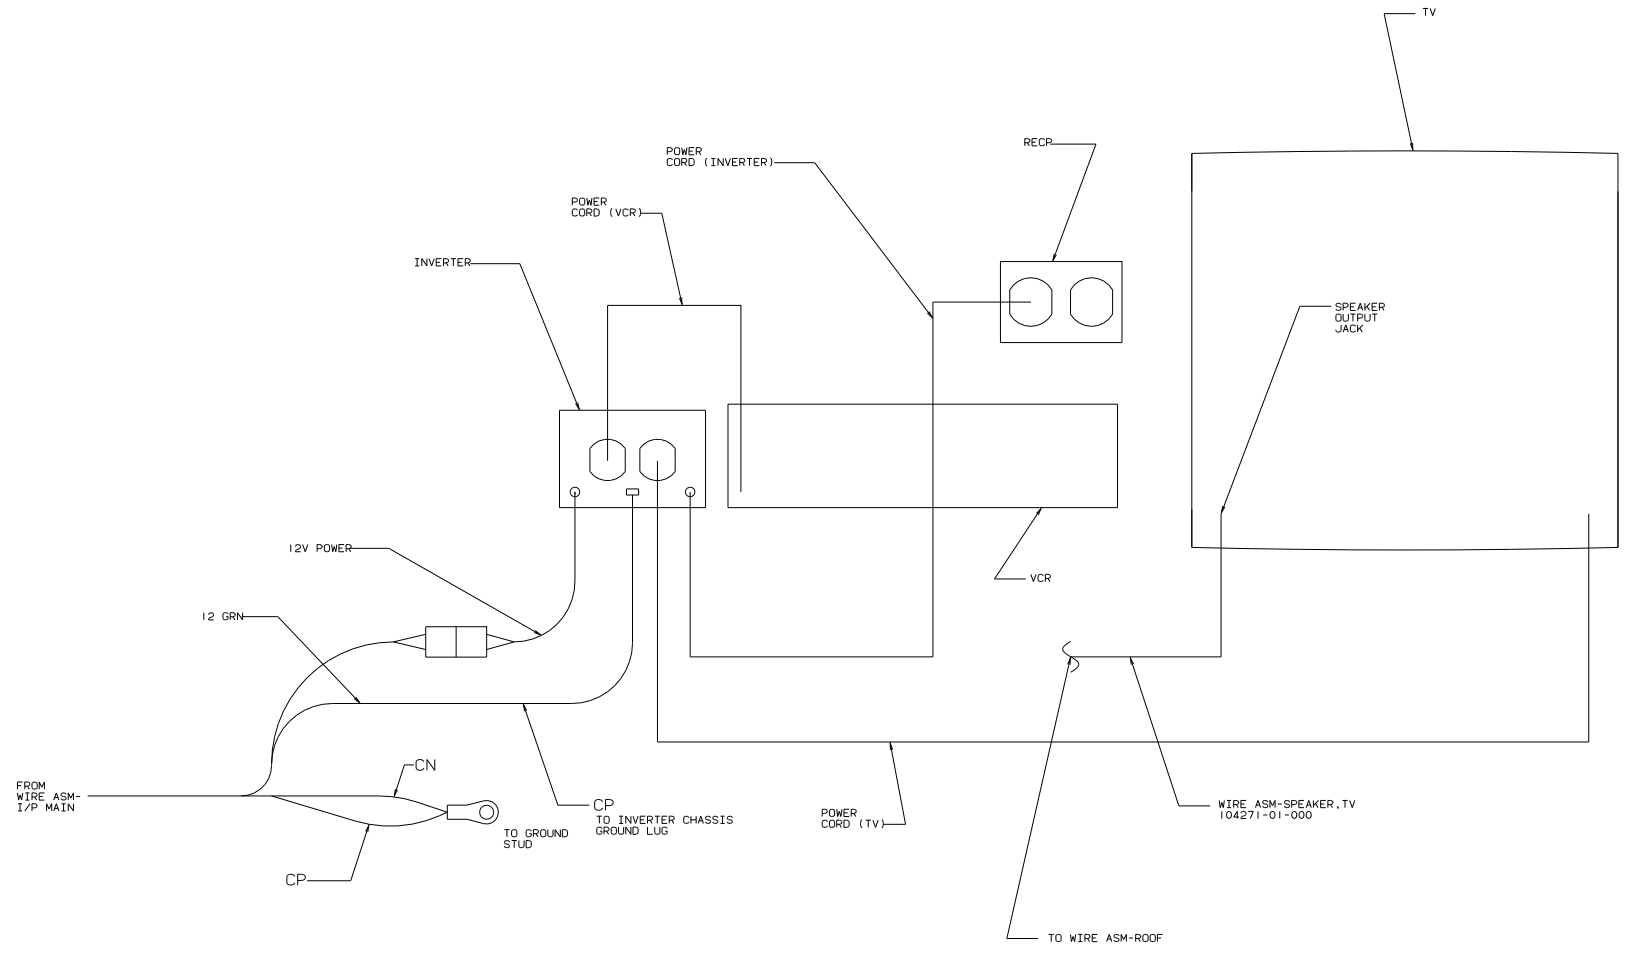 TV
RECP
POWER
CORD (INVERTER)
POWER
CORD (VCR)
INVERTER
SPEAKER
OUTPUT
JACK
12V POWER
VCR
12 GRN
CN
FROM
WIRE ASM-
I/P MAIN
CP
TO INVERTER CHASSIS
GROUND LUG
TO GROUND
STUD
POWER
CORD (TV)
WIRE ASM-SPEAKER,TV
104271-01-000
CP
TO WIRE ASM-ROOF